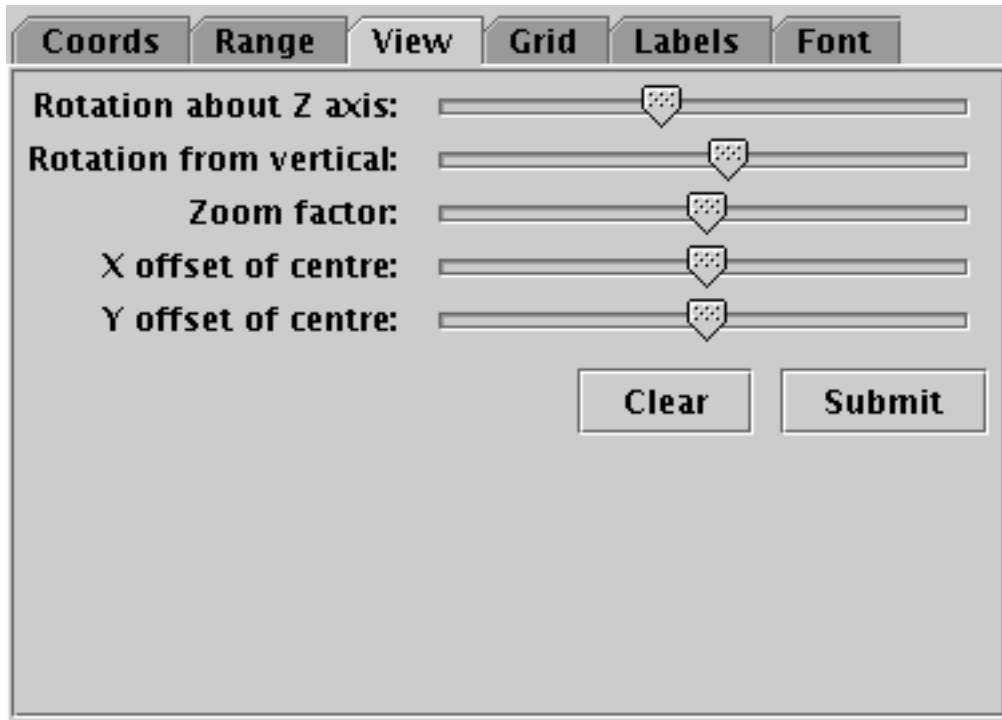 Coords Range View Grid Labels Font
Rotation about Z axis:
Rotation from vertical:
Zoom factor:
X offset of centre:
Y offset of centre:
Clear Submit